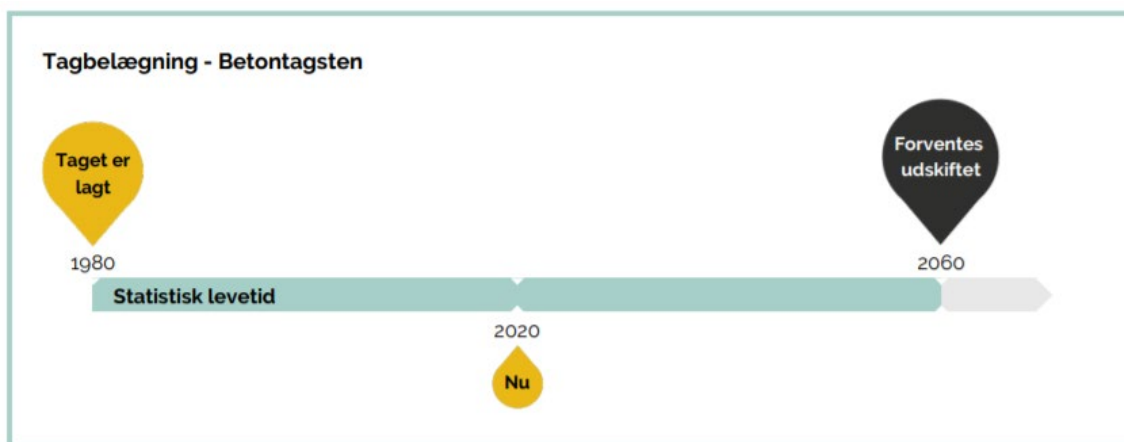 Tagbelægning - Betontagsten
Taget er
lagt
Forventes
udskiftet
1980
2060
Statistisk levetid
2020
Nu